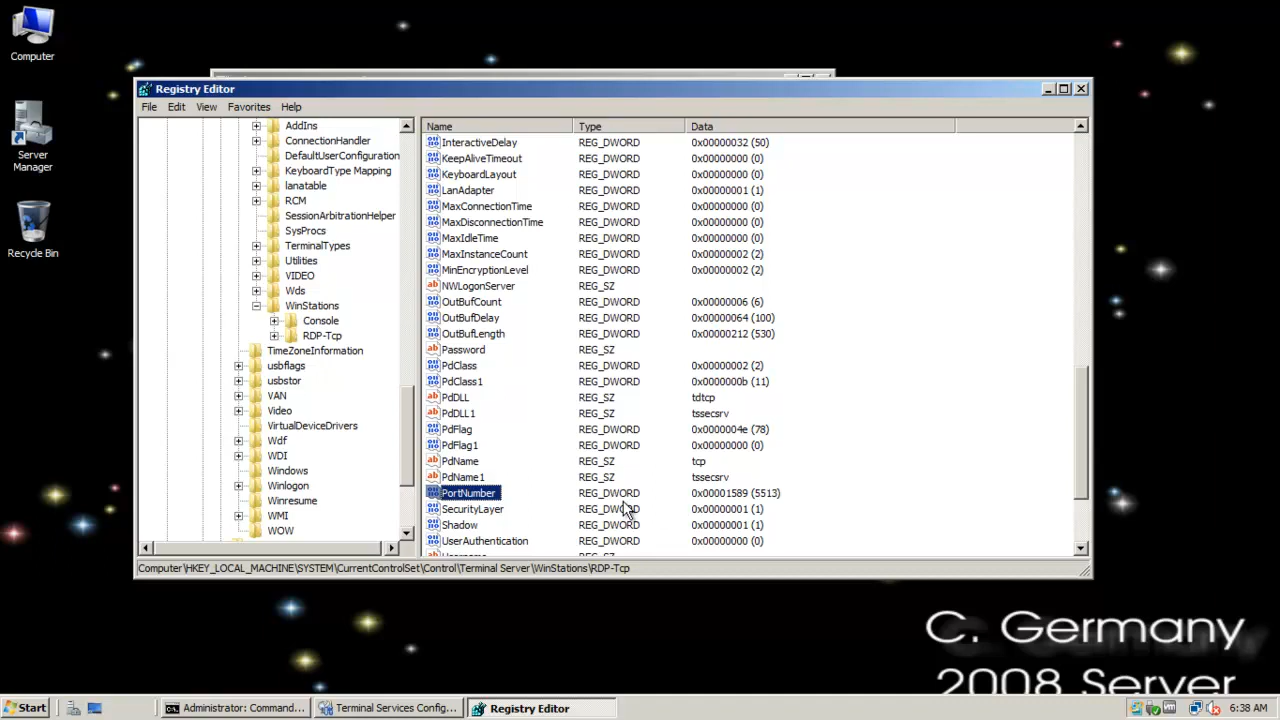 Computer
Server
Manager
Recycle Bin
Registry Editor
File Edit View Favorites Help
AddIns
ConnectionHandler
DefaultUserConfiguration
KeyboardType Mapping
lanatable
RCM
SessionArbitrationHelper
SysProcs
TerminalTypes
Utilities
VIDEO
Wds
WinStations
Console
RDP-Tcp
TimeZoneInformation
usbflags
usbstor
VAN
Video
VirtualDeviceDrivers
Wdf
WDI
Windows
Winlogon
Winresume
WMI
WOW
Name Type Data
InteractiveDelay REG_DWORD 0x00000032 (50)
KeepAliveTimeout REG_DWORD 0x00000000 (0)
KeyboardLayout REG_DWORD 0x00000000 (0)
LanAdapter REG_DWORD 0x00000001 (1)
MaxConnectionTime REG_DWORD 0x00000000 (0)
MaxDisconnectionTime REG_DWORD 0x00000000 (0)
MaxIdleTime REG_DWORD 0x00000000 (0)
MaxInstanceCount REG_DWORD 0x00000002 (2)
MinEncryptionLevel REG_DWORD 0x00000002 (2)
NWLogonServer REG_SZ
OutBufCount REG_DWORD 0x00000006 (6)
OutBufDelay REG_DWORD 0x00000064 (100)
OutBufLength REG_DWORD 0x00000212 (530)
Password REG_SZ
PdClass REG_DWORD 0x00000002 (2)
PdClass1 REG_DWORD 0x0000000b (11)
PdDLL REG_SZ tdtcp
PdDLL1 REG_SZ tssecsrv
PdFlag REG_DWORD 0x0000004e (78)
PdFlag1 REG_DWORD 0x00000000 (0)
PdName REG_SZ tcp
PdName1 REG_SZ tssecsrv
PortNumber REG_DWORD 0x00001589 (5513)
SecurityLayer REG_DWORD 0x00000001 (1)
Shadow REG_DWORD 0x00000001 (1)
UserAuthentication REG_DWORD 0x00000000 (0)
Computer\HKEY_LOCAL_MACHINE\SYSTEM\CurrentControlSet\Control\Terminal Server\WinStations\RDP-Tcp
C. Germany
2008 Server
Start Administrator: Command... Terminal Services Config... Registry Editor 6:38 AM